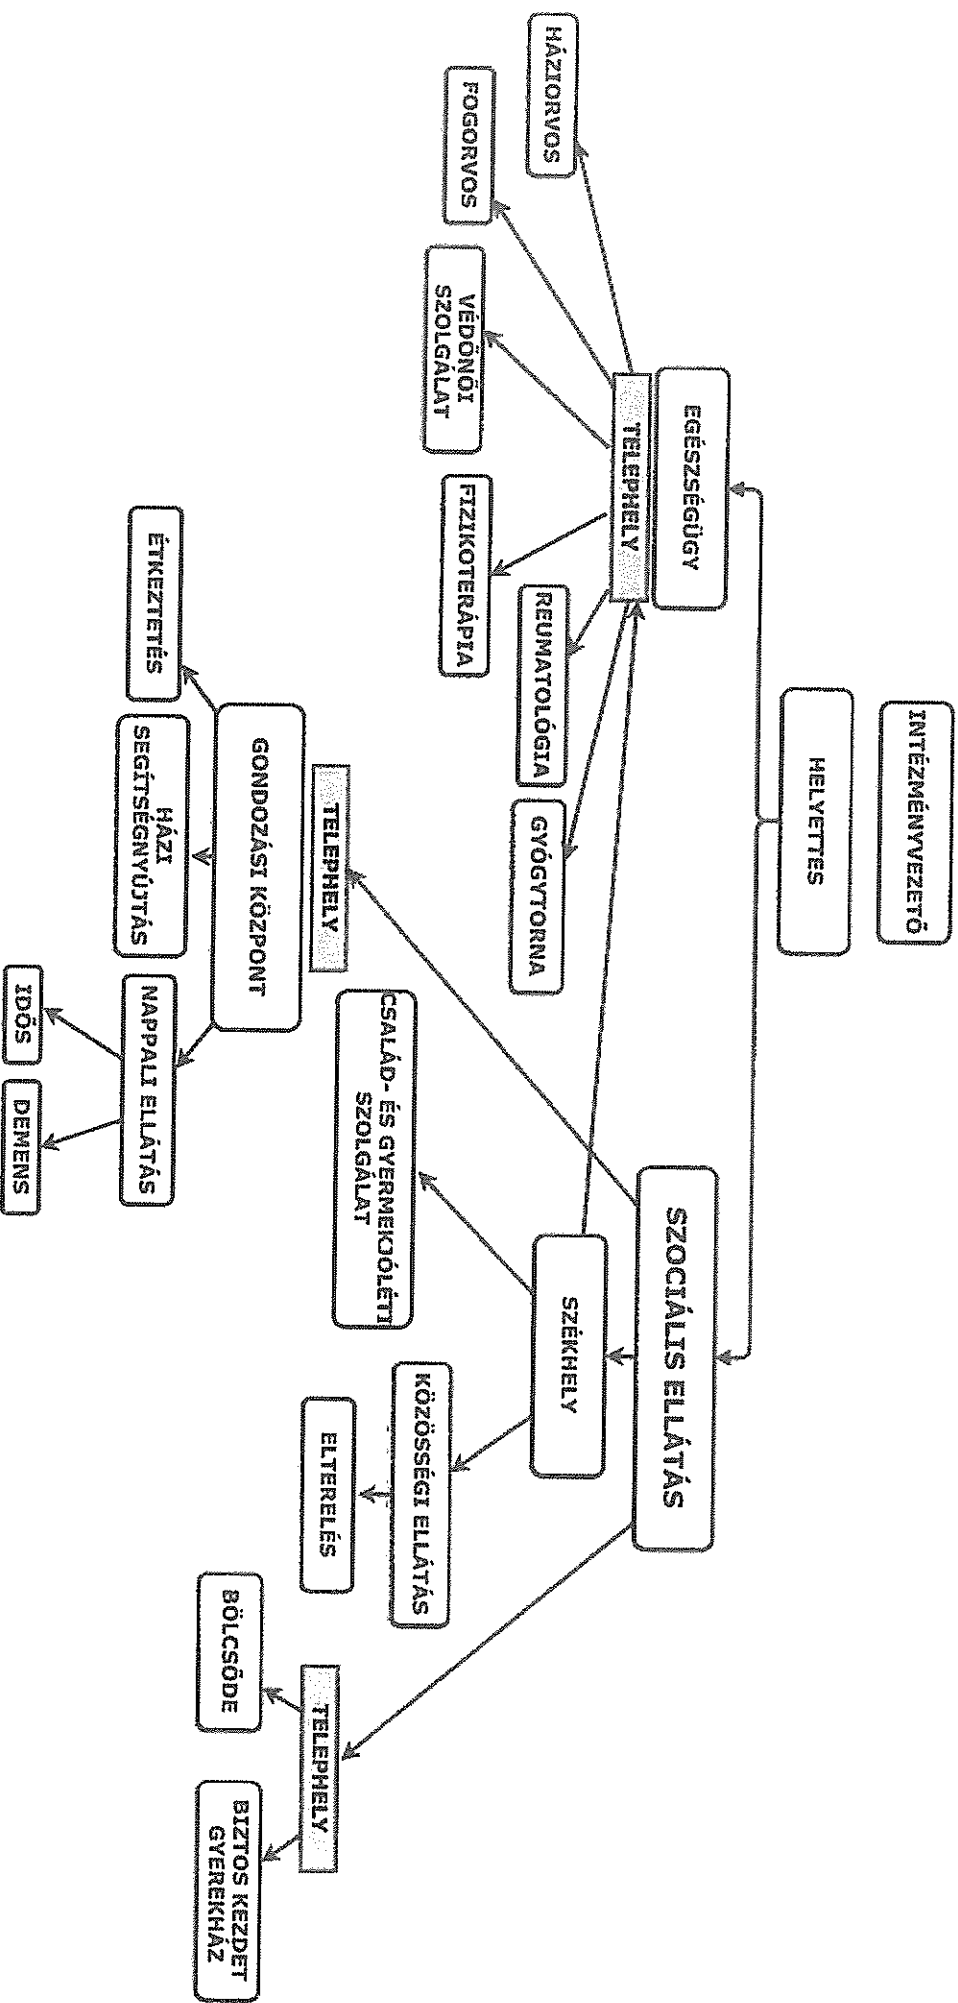 INTÉZMÉNYVEZETŐ
HELYETTES
EGÉSZSÉGÜGY
TELEPHELY
HÁZIORVOS
FOGORVOS
VÉDŐNŐI
SZOLGÁLAT
FIZIKOTERÁPIA
REUMATOLÓGIA
GYÓGYTORNA
SZOCIÁLIS ELLÁTÁS
SZÉKHELY
CSALÁD- ÉS GYERMEKJÓLÉTI
SZOLGÁLAT
KÖZÖSSÉGI ELLÁTÁS
ELTERELÉS
TELEPHELY
GONDOZÁSI KÖZPONT
ÉTKEZTETÉS
HÁZI
SEGÍTSÉGNYÚJTÁS
NAPPALI ELLÁTÁS
IDŐS
DEMENS
TELEPHELY
BÖLCSŐDE
BIZTOS KEZDET
GYEREKHÁZ